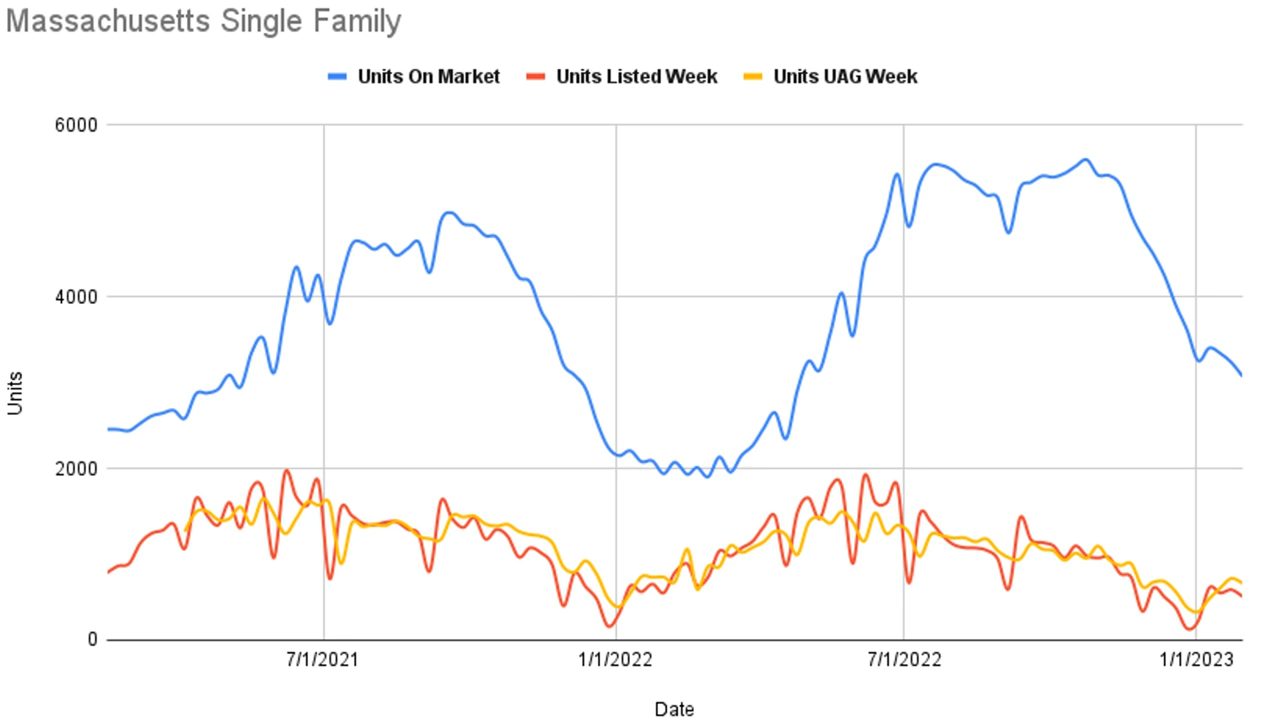 Massachusetts Single Family
Units On Market Units Listed Week Units UAG Week
6000
4000
2000
0
Units
7/1/2021 1/1/2022 7/1/2022 1/1/2023
Date